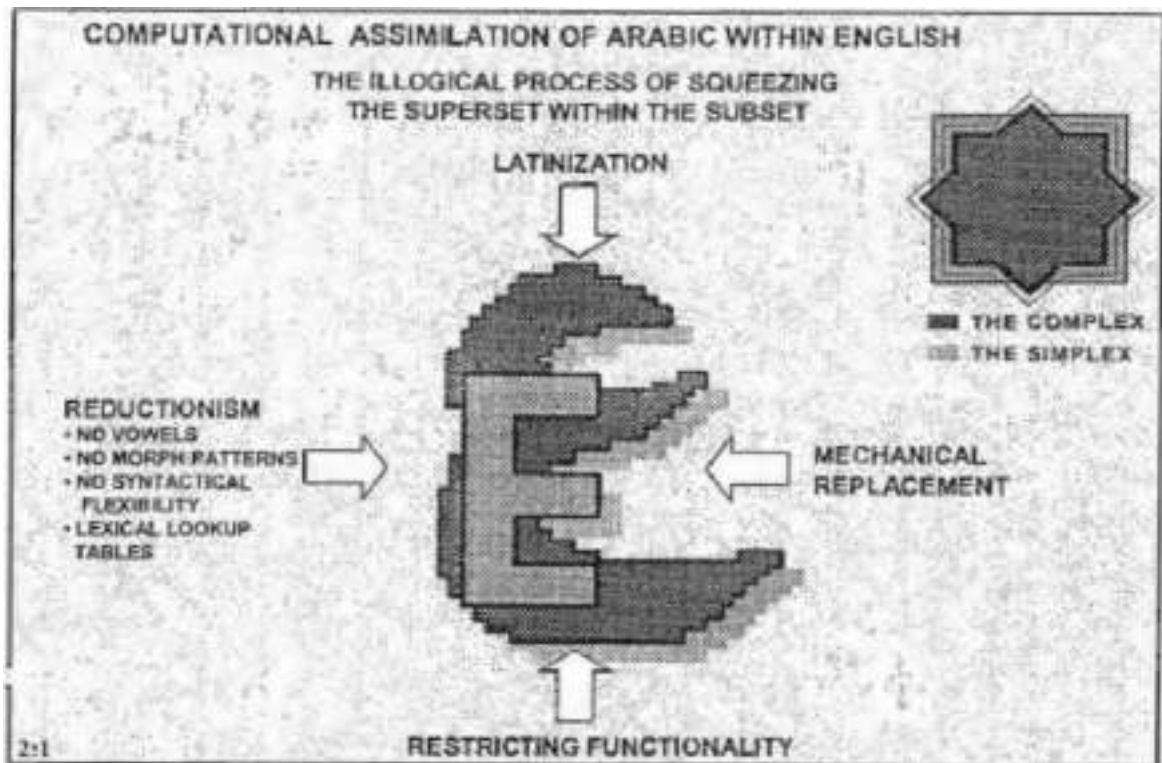 COMPUTATIONAL ASSIMILATION OF ARABIC WITHIN ENGLISH
THE ILLOGICAL PROCESS OF SQUEEZING
THE SUPERSET WITHIN THE SUBSET
LATINIZATION
THE COMPLEX
THE SIMPLEX
REDUCTIONISM
• NO VOWELS
• NO MORPH PATTERNS
• NO SYNTACTICAL
FLEXIBILITY
• LEXICAL LOOKUP
TABLES
E
MECHANICAL
REPLACEMENT
RESTRICTING FUNCTIONALITY
2:1